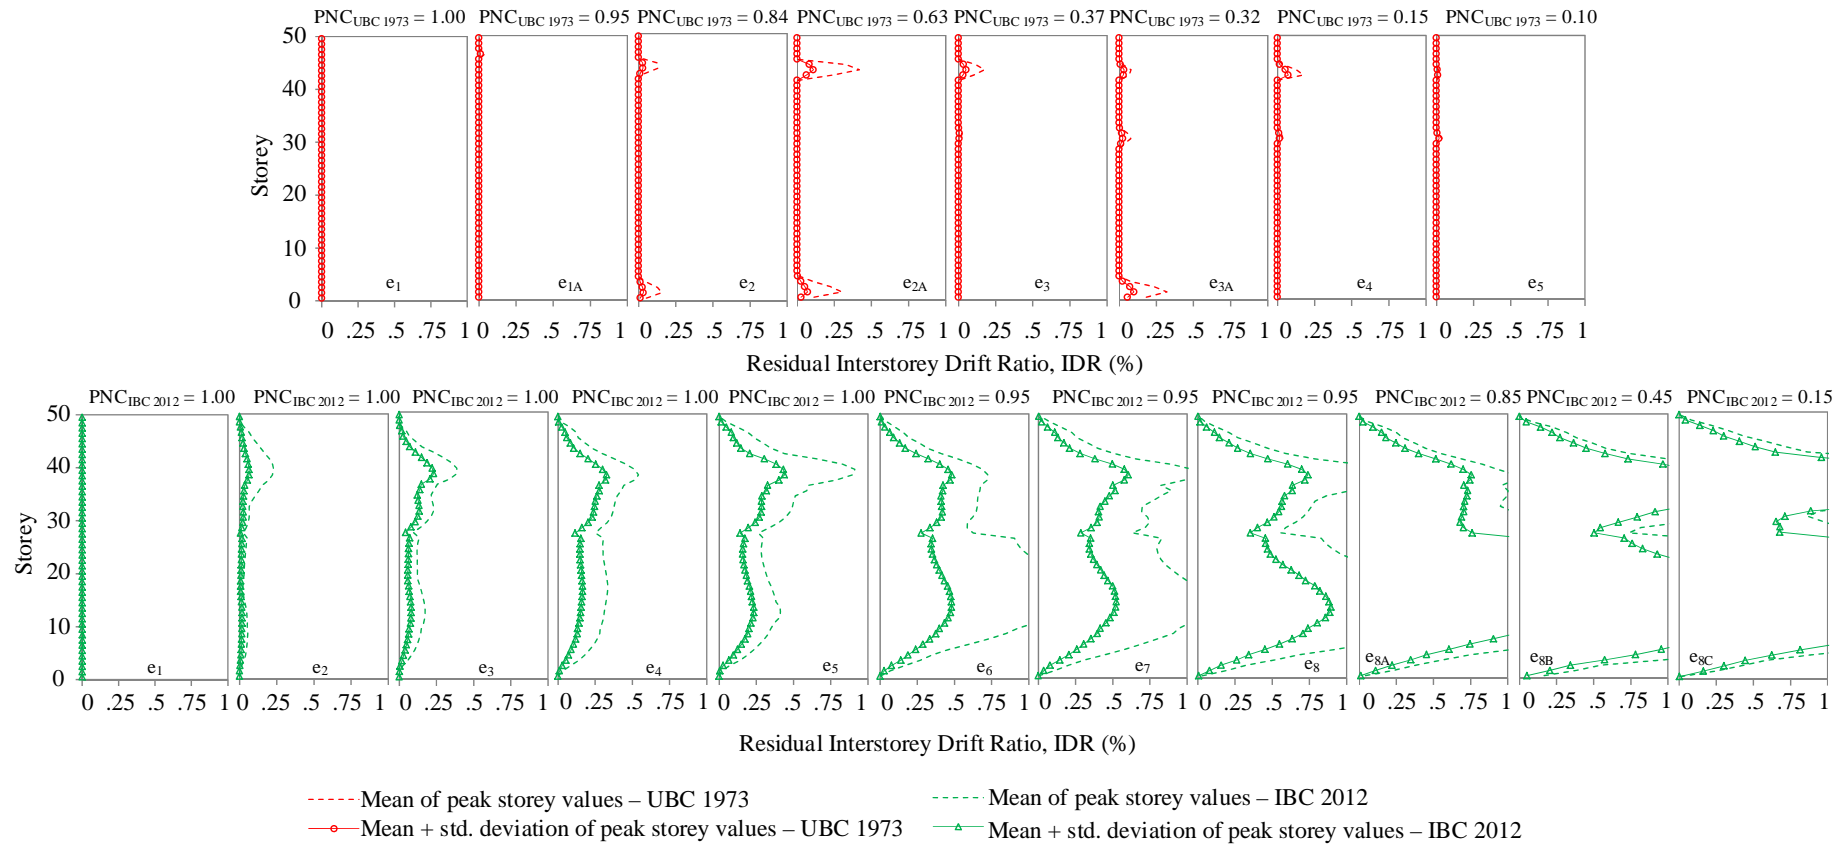 PNCUBC 1973 = 1.00 PNCUBC 1973 = 0.95 PNCUBC 1973 = 0.84 PNCUBC 1973 = 0.63 PNCUBC 1973 = 0.37 PNCUBC 1973 = 0.32 PNCUBC 1973 = 0.15 PNCUBC 1973 = 0.10
50
40
30
20
10
0
Storey
e1 e1A e2 e2A e3 e3A e4 e5
0 .25 .5 .75 1 0 .25 .5 .75 1 0 .25 .5 .75 1 0 .25 .5 .75 1 0 .25 .5 .75 1 0 .25 .5 .75 1 0 .25 .5 .75 1 0 .25 .5 .75 1
Residual Interstorey Drift Ratio, IDR (%)
PNCIBC 2012 = 1.00 PNCIBC 2012 = 1.00 PNCIBC 2012 = 1.00 PNCIBC 2012 = 1.00 PNCIBC 2012 = 1.00 PNCIBC 2012 = 0.95 PNCIBC 2012 = 0.95 PNCIBC 2012 = 0.95 PNCIBC 2012 = 0.85 PNCIBC 2012 = 0.45 PNCIBC 2012 = 0.15
50
40
30
20
10
0
Storey
e1 e2 e3 e4 e5 e6 e7 e8 e8A e8B e8C
0 .25 .5 .75 1 0 .25 .5 .75 1 0 .25 .5 .75 1 0 .25 .5 .75 1 0 .25 .5 .75 1 0 .25 .5 .75 1 0 .25 .5 .75 1 0 .25 .5 .75 1 0 .25 .5 .75 1 0 .25 .5 .75 1 0 .25 .5 .75 1
Residual Interstorey Drift Ratio, IDR (%)
Mean of peak storey values – UBC 1973
Mean + std. deviation of peak storey values – UBC 1973
Mean of peak storey values – IBC 2012
Mean + std. deviation of peak storey values – IBC 2012